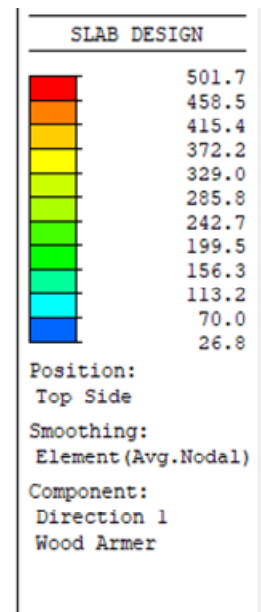 SLAB DESIGN
501.7
458.5
415.4
372.2
329.0
285.8
242.7
199.5
156.3
113.2
70.0
26.8
Position:
Top Side
Smoothing:
Element(Avg.Nodal)
Component:
Direction 1
Wood Armer